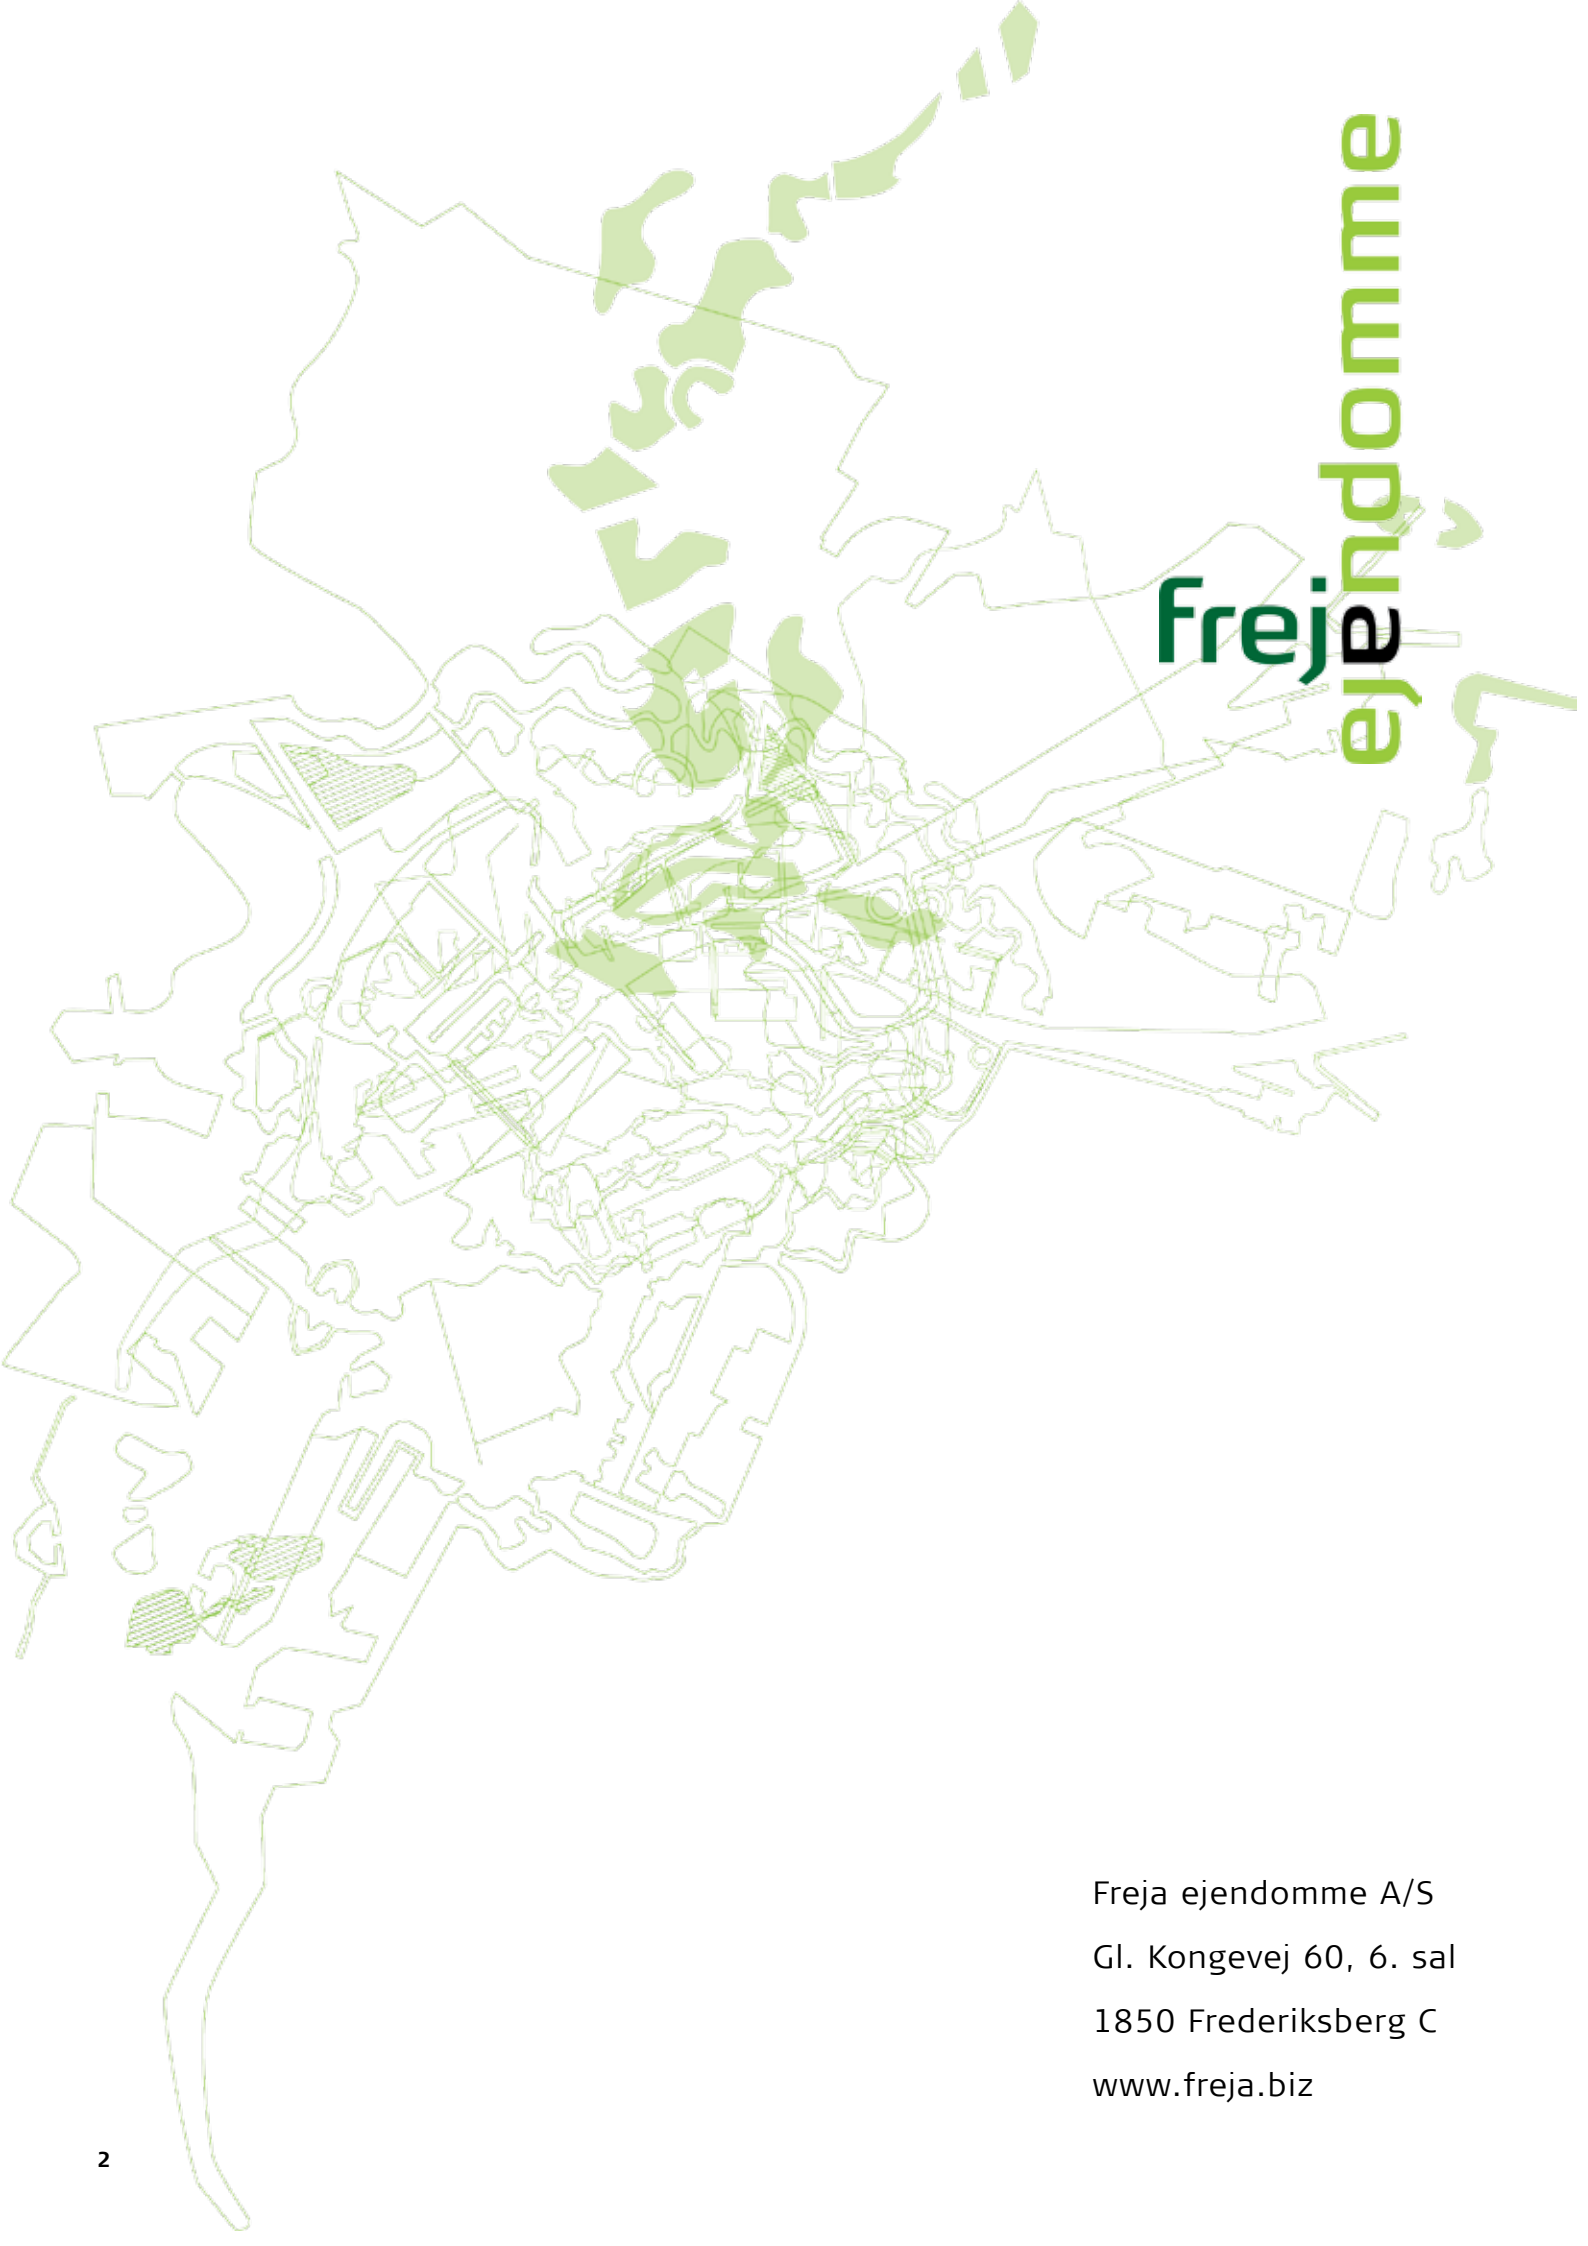 freja
ejendomme
Freja ejendomme A/S
Gl. Kongevej 60, 6. sal
1850 Frederiksberg C
www.freja.biz
2